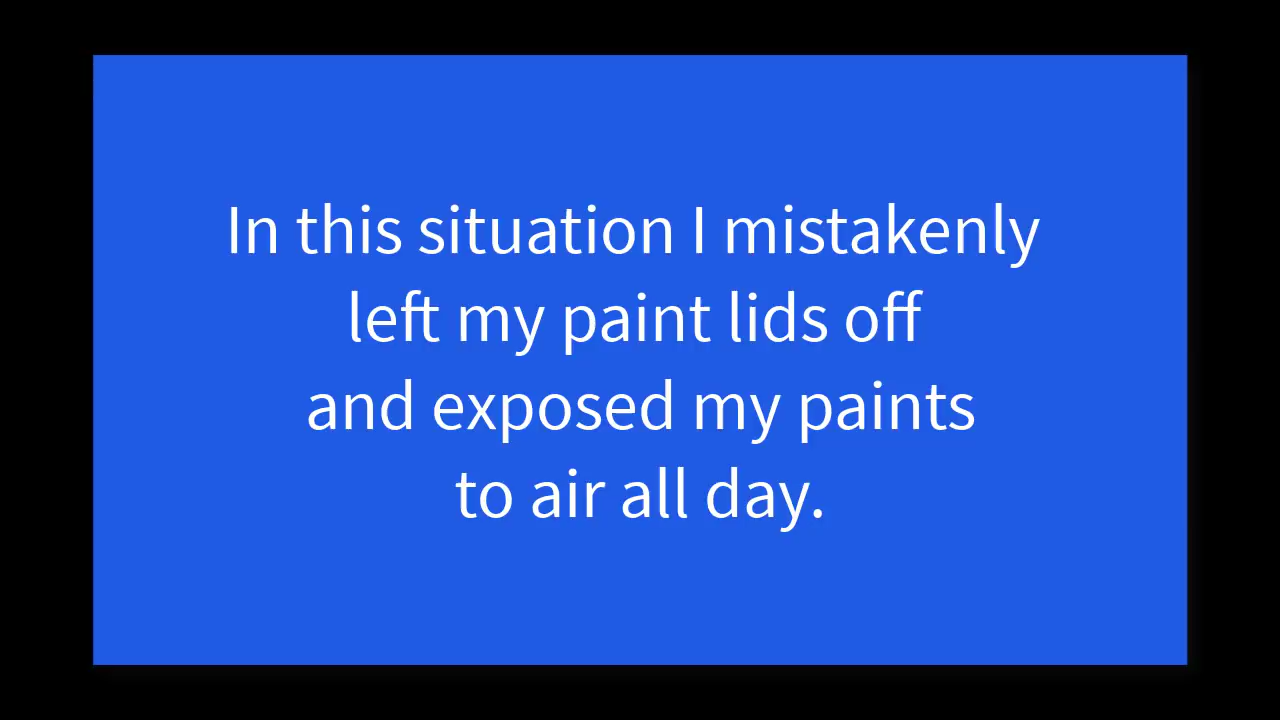 In this situation I mistakenly
left my paint lids off
and exposed my paints
to air all day.